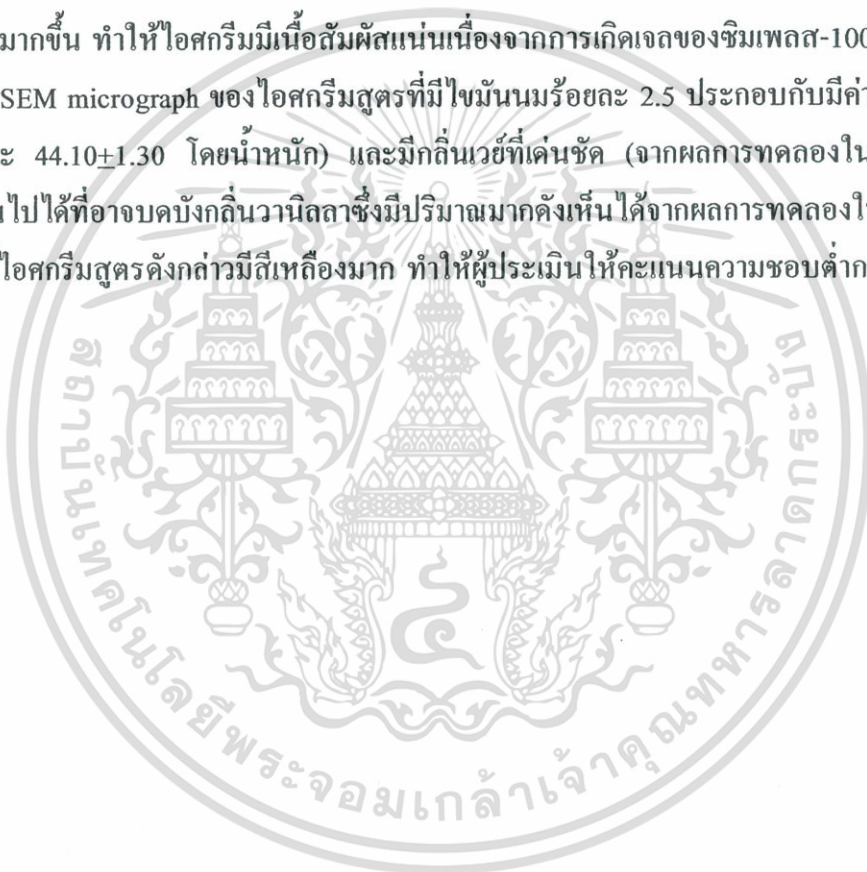 มากขึ้น ทำให้ไอศกรีมมีเนื้อสัมผัสแน่นเนื่องจากการเกิดเจลของซิมเพลส-100
SEM micrograph ของไอศกรีมสูตรที่มีไขมันนมร้อยละ 2.5 ประกอบกับมีค่า
ะ 44.10±1.30 โดยน้ำหนัก) และมีกลิ่นเวย์ที่เด่นชัด (จากผลการทดลองใน
นไปได้ที่อาจบดบังกลิ่นวานิลลาซึ่งมีปริมาณมากดังเห็นได้จากผลการทดลองใ
ไอศกรีมสูตรดังกล่าวมีสีเหลืองมาก ทำให้ผู้ประเมินให้คะแนนความชอบต่ำก
สถาบันเทคโนโลยีพระจอมเกล้าเจ้าคุณทหารลาดกระบัง